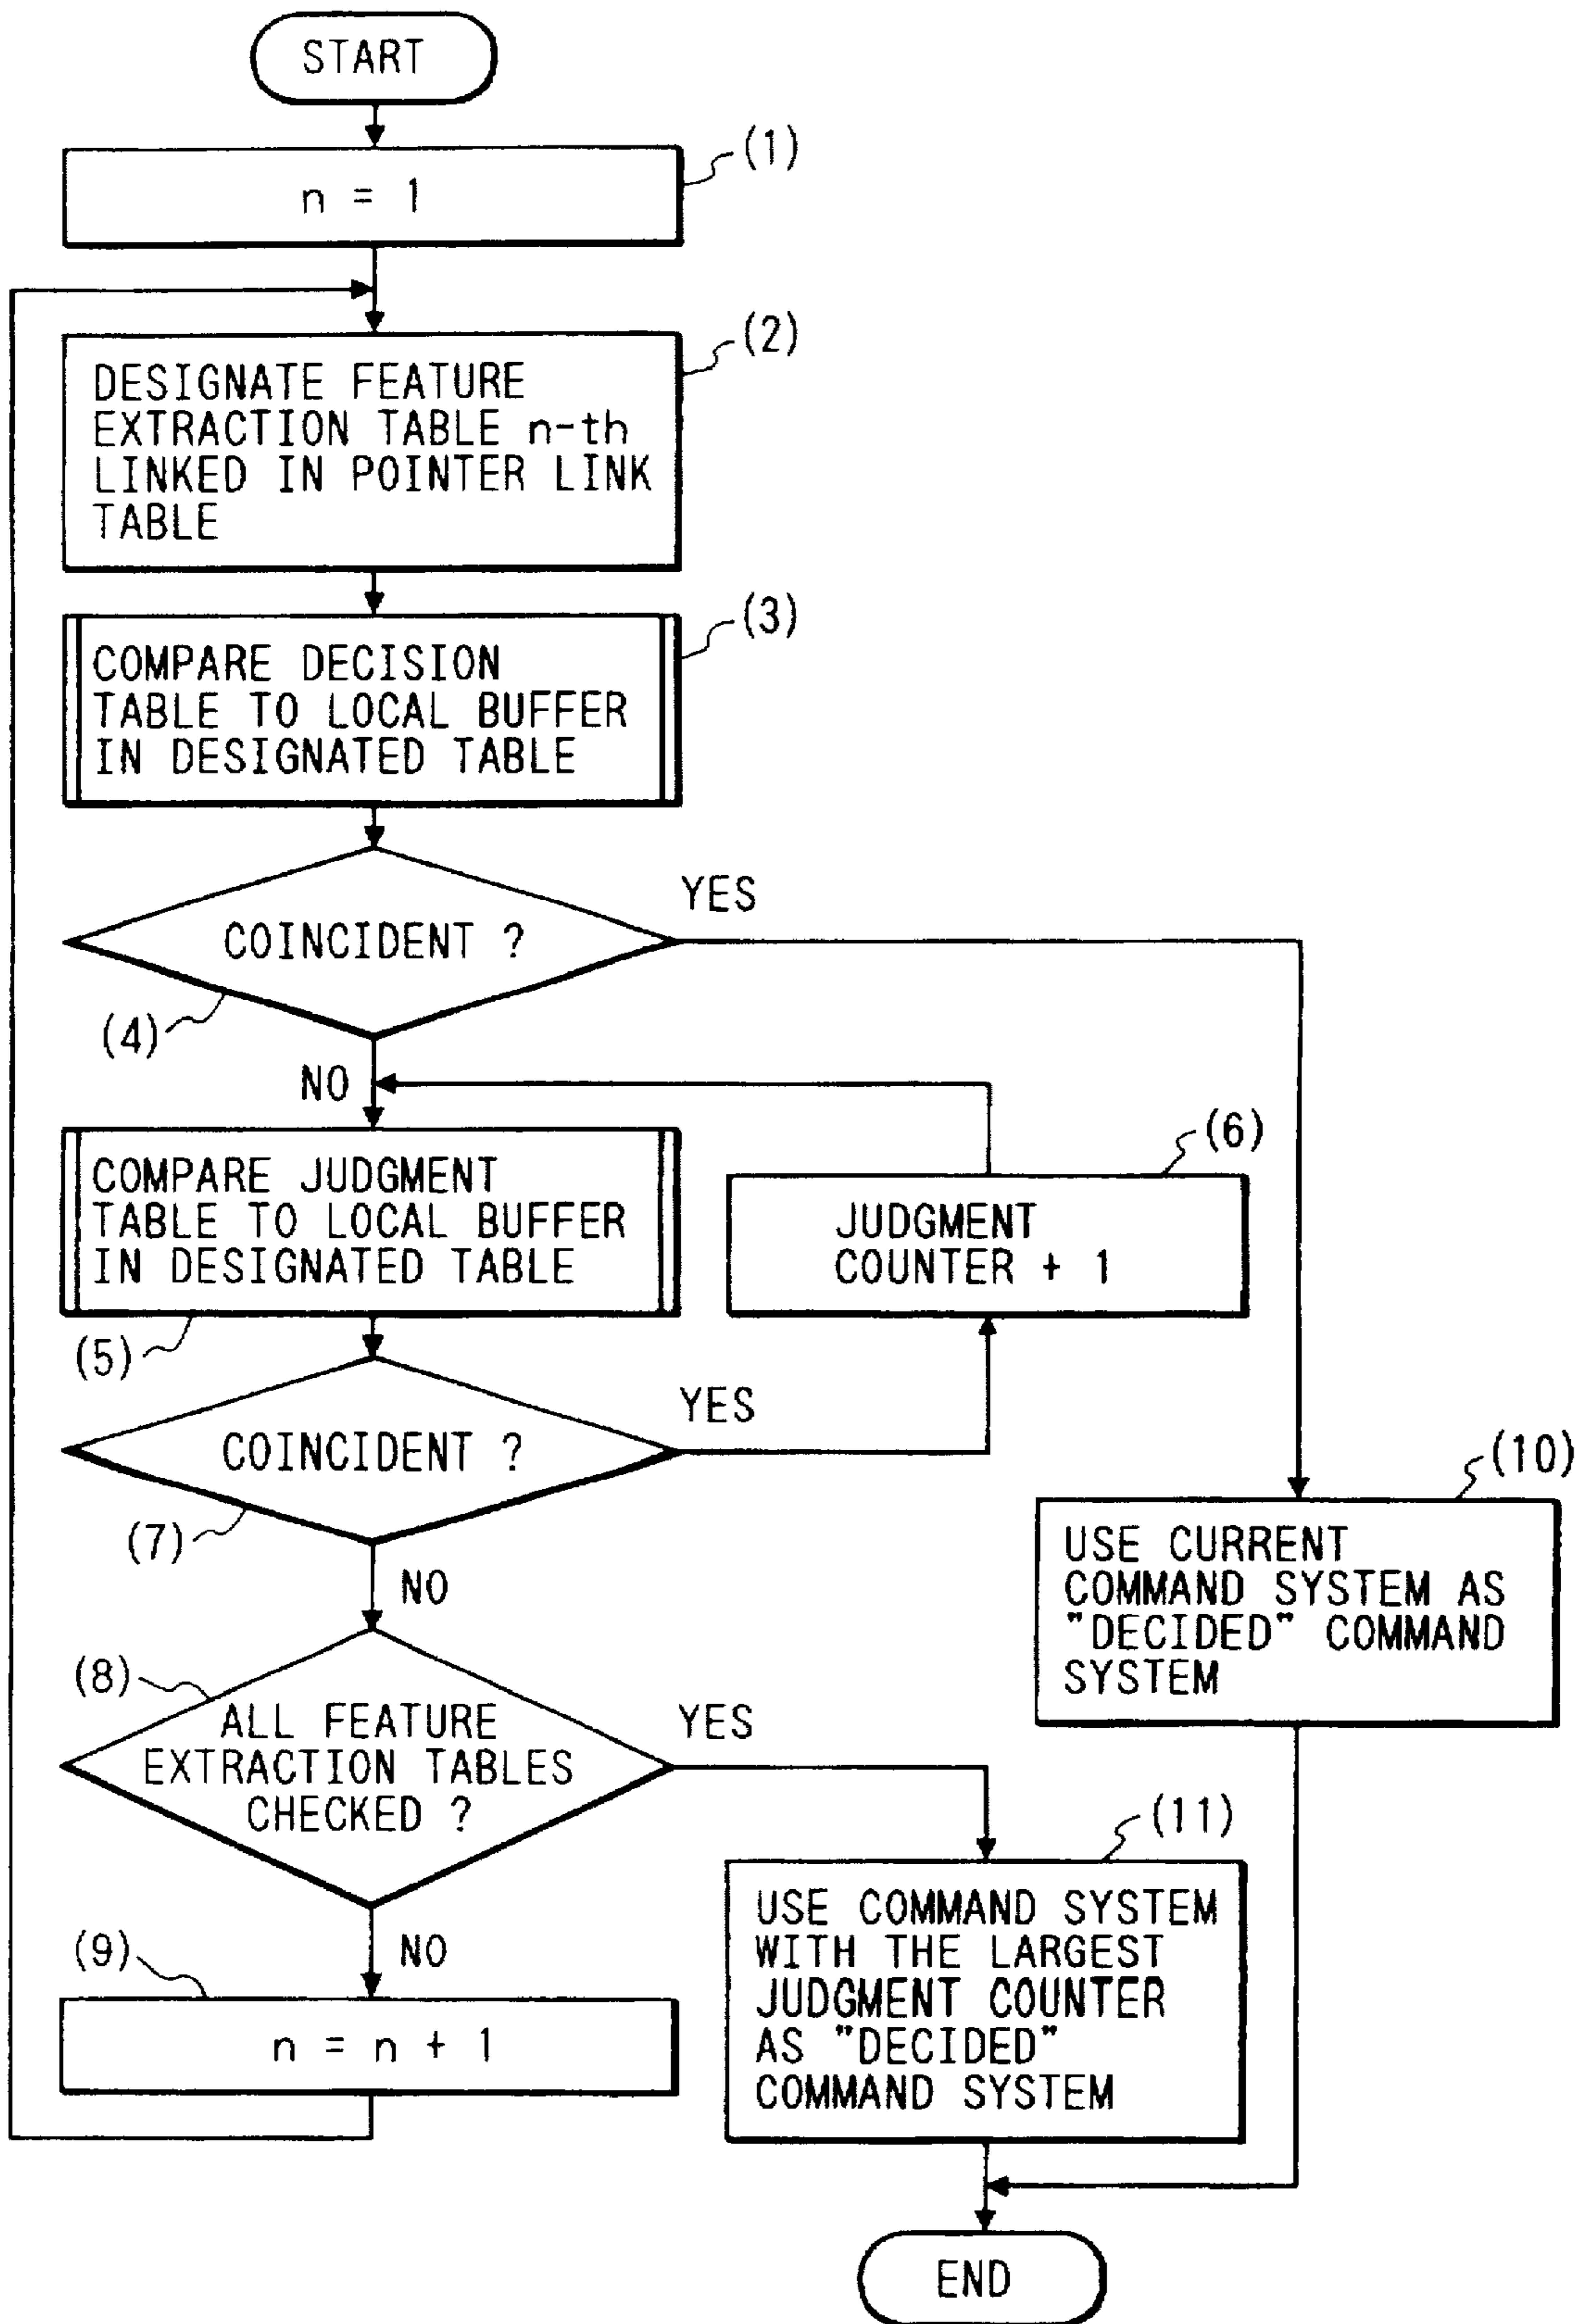 START
(1)
n = 1
(2)
DESIGNATE FEATURE
EXTRACTION TABLE n-th
LINKED IN POINTER LINK
TABLE
(3)
COMPARE DECISION
TABLE TO LOCAL BUFFER
IN DESIGNATED TABLE
YES
COINCIDENT ?
(4)
NO
(6)
COMPARE JUDGMENT
TABLE TO LOCAL BUFFER
IN DESIGNATED TABLE
JUDGMENT
COUNTER + 1
(5)
YES
COINCIDENT ?
(7)
NO
(10)
USE CURRENT
COMMAND SYSTEM AS
"DECIDED" COMMAND
SYSTEM
(8)
ALL FEATURE
EXTRACTION TABLES
CHECKED ?
YES
(11)
USE COMMAND SYSTEM
WITH THE LARGEST
JUDGMENT COUNTER
AS "DECIDED"
COMMAND SYSTEM
(9)
NO
n = n + 1
END